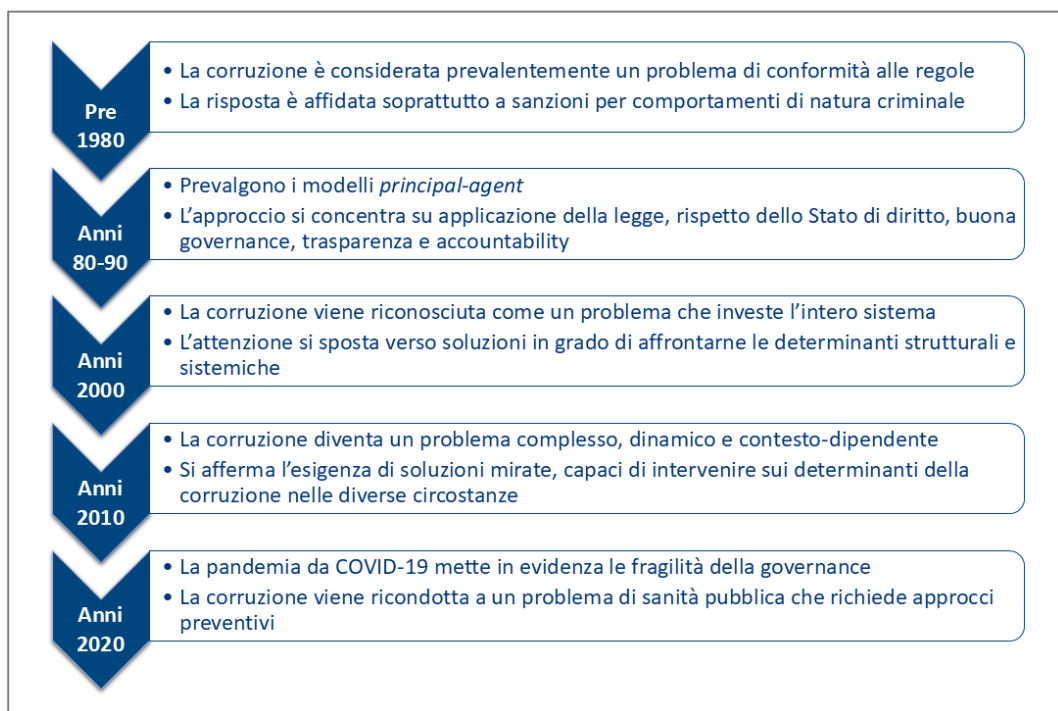 Pre
1980
• La corruzione è considerata prevalentemente un problema di conformità alle regole
• La risposta è affidata soprattutto a sanzioni per comportamenti di natura criminale
Anni
80-90
• Prevalgono i modelli principal-agent
• L’approccio si concentra su applicazione della legge, rispetto dello Stato di diritto, buona
governance, trasparenza e accountability
Anni
2000
• La corruzione viene riconosciuta come un problema che investe l’intero sistema
• L’attenzione si sposta verso soluzioni in grado di affrontarne le determinanti strutturali e
sistemiche
Anni
2010
• La corruzione diventa un problema complesso, dinamico e contesto-dipendente
• Si afferma l’esigenza di soluzioni mirate, capaci di intervenire sui determinanti della
corruzione nelle diverse circostanze
Anni
2020
• La pandemia da COVID-19 mette in evidenza le fragilità della governance
• La corruzione viene ricondotta a un problema di sanità pubblica che richiede approcci
preventivi